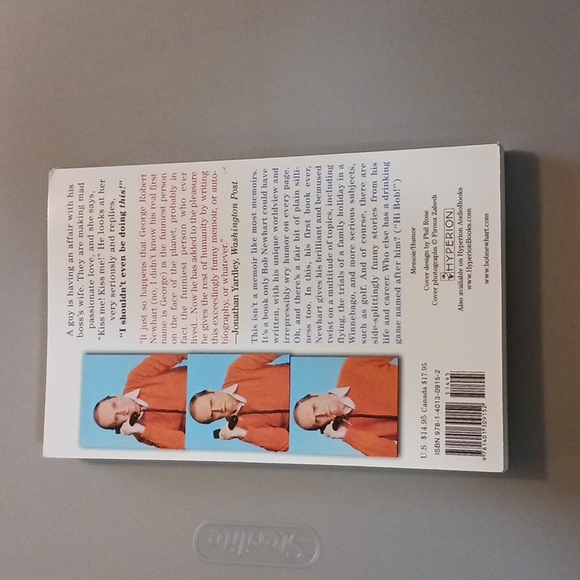 A guy is having an affair with his
boss's wife. They are making mad
passionate love, and she says,
"Kiss me! Kiss me!" He looks at her
very seriously and replies,
"I shouldn't even be doing this!"
"It just so happens that George Robert
Newhart (no, I didn't know his real first
name is George) is the funniest person
on the face of the planet, probably in
fact the funniest person who ever
lived... Now he has added to the pleasure
he gives the rest of humanity by writing
this exceedingly funny memoir, or auto-
biography, or whatever."
—Jonathan Yardley, Washington Post
This isn't a memoir like most memoirs.
It's a book only Bob Newhart could have
written, with his unique worldview and
irrepressibly wry humor on every page.
Oh, and there's a fair bit of plain silli-
ness too. In this, his first book ever,
Newhart gives his brilliant and bemused
twist on a multitude of topics, including
flying, the trials of a family holiday in a
Winnebago, and more serious subjects,
such as golf. And of course, there are
side-splittingly funny stories from his
life and career. Who else has a drinking
game named after him? ("Hi Bob!")
Memoir/Humor
Cover design by Phil Rose
Cover photographs © Firooz Zahedi
HYPERION
Also available on Hyperion AudioBooks
www.HyperionBooks.com
www.bobnewhart.com
U.S. $14.95 Canada $17.95
ISBN 978-1-4013-0915-2
51495
9 781401 309152
Sterilite